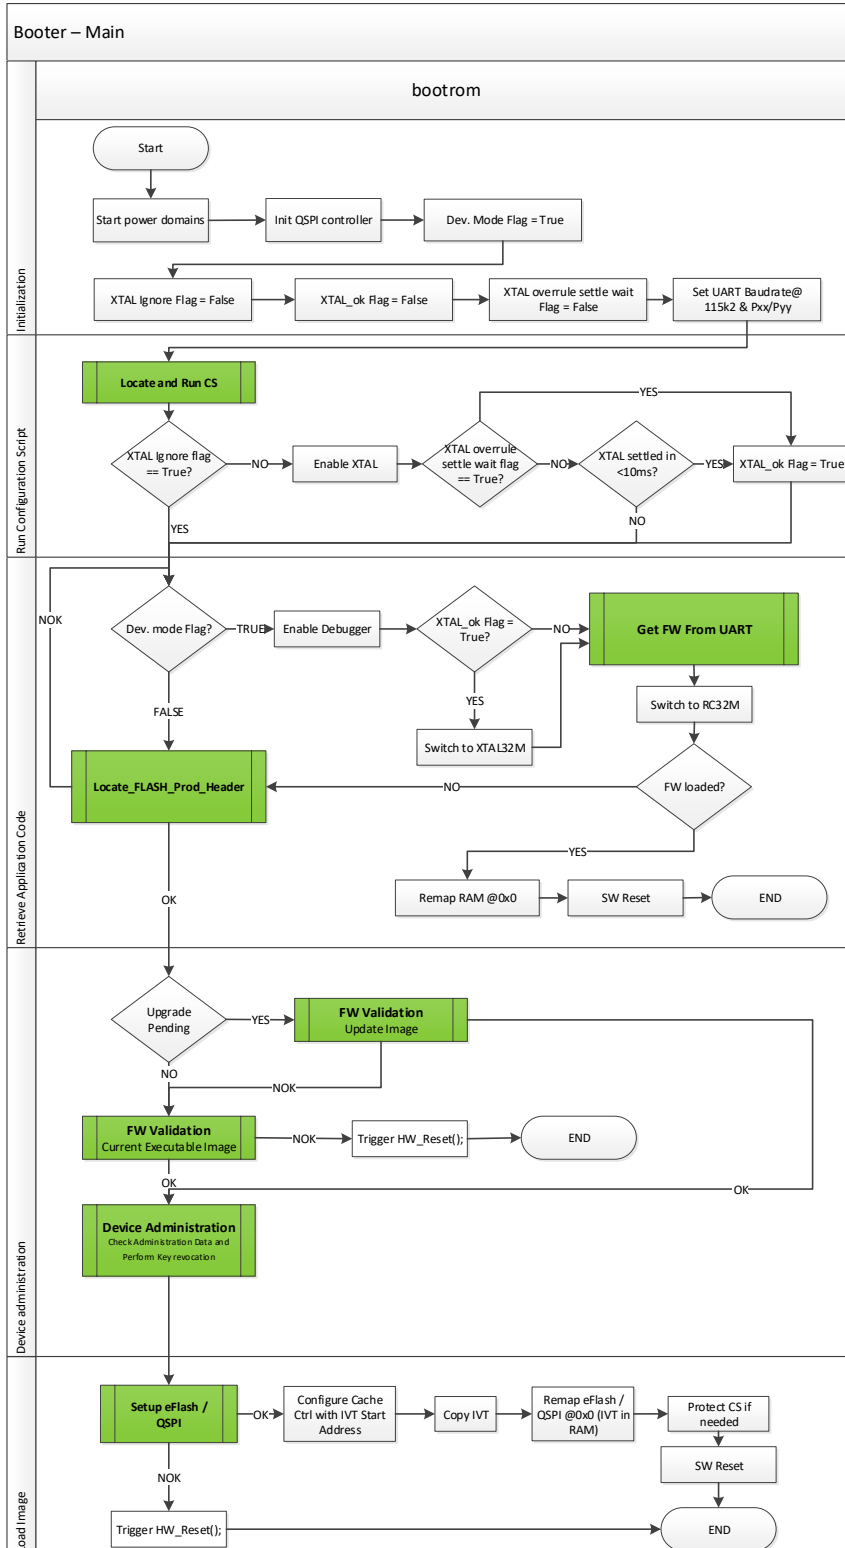 Booter – Main
bootrom
Initialization
Start
Start power domains
Init QSPI controller
Dev. Mode Flag = True
XTAL Ignore Flag = False
XTAL_ok Flag = False
XTAL overrule settle wait
Flag = False
Set UART Baudrate@
115k2 & Pxx/Pyy
Run Configuration Script
Locate and Run CS
XTAL Ignore flag
== True?
NO
Enable XTAL
XTAL overrule
settle wait flag
== True?
YES
NO
XTAL settled in
<10ms?
YES
XTAL_ok Flag = True
NO
YES
Retrieve Application Code
NOK
Dev. mode Flag?
TRUE
Enable Debugger
XTAL_ok Flag =
True?
NO
Get FW From UART
YES
Switch to XTAL32M
Switch to RC32M
FALSE
Locate_FLASH_Prod_Header
NO
FW loaded?
YES
Remap RAM @0x0
SW Reset
END
OK
Device administration
Upgrade
Pending
YES
FW Validation
Update Image
NO
NOK
FW Validation
Current Executable Image
NOK
Trigger HW_Reset();
END
OK
OK
Device Administration
Check Administration Data and
Perform Key revocation
oad Image
Setup eFlash /
QSPI
OK
Configure Cache
Ctrl with IVT Start
Address
Copy IVT
Remap eFlash /
QSPI @0x0 (IVT in
RAM)
Protect CS if
needed
SW Reset
NOK
Trigger HW_Reset();
END